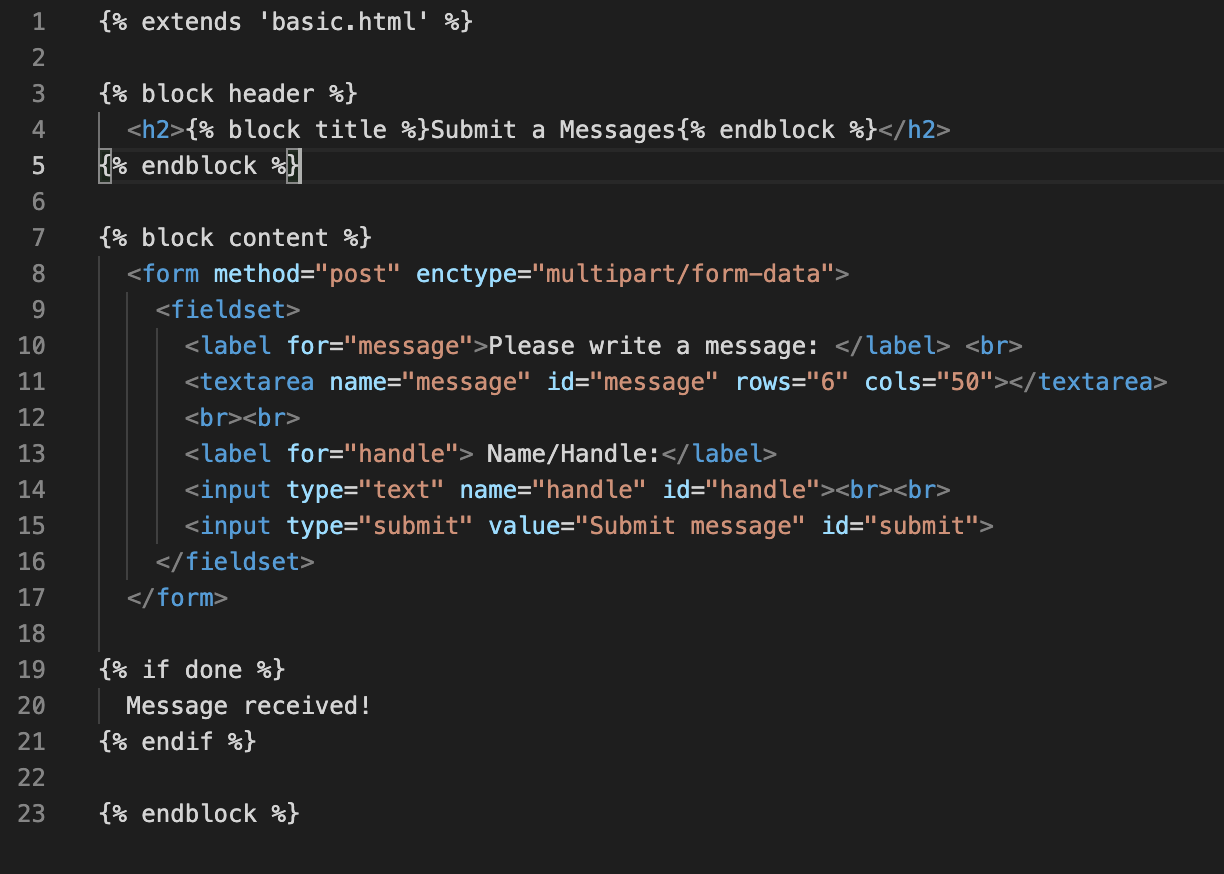 1 {% extends 'basic.html' %}
2
3 {% block header %}
4   <h2>{% block title %}Submit a Messages{% endblock %}</h2>
5 {% endblock %}
6
7 {% block content %}
8   <form method="post" enctype="multipart/form-data">
9     <fieldset>
10       <label for="message">Please write a message: </label> <br>
11       <textarea name="message" id="message" rows="6" cols="50"></textarea>
12       <br><br>
13       <label for="handle"> Name/Handle:</label>
14       <input type="text" name="handle" id="handle"><br><br>
15       <input type="submit" value="Submit message" id="submit">
16     </fieldset>
17   </form>
18
19 {% if done %}
20   Message received!
21 {% endif %}
22
23 {% endblock %}